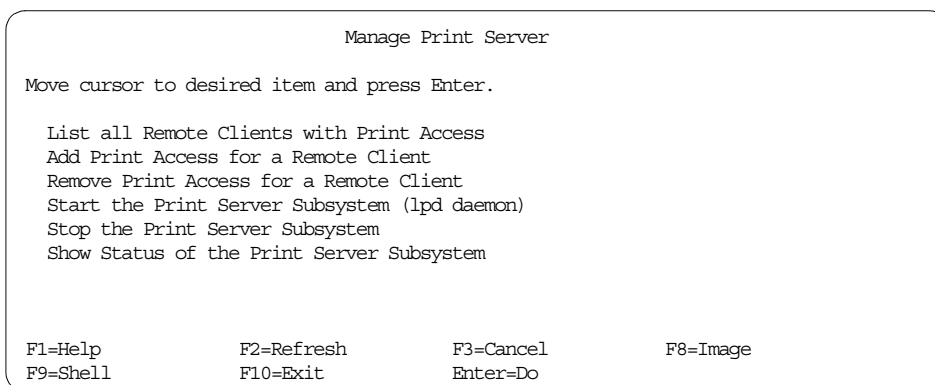 Manage Print Server
Move cursor to desired item and press Enter.
List all Remote Clients with Print Access
Add Print Access for a Remote Client
Remove Print Access for a Remote Client
Start the Print Server Subsystem (lpd daemon)
Stop the Print Server Subsystem
Show Status of the Print Server Subsystem
F1=Help F2=Refresh F3=Cancel F8=Image
F9=Shell F10=Exit Enter=Do